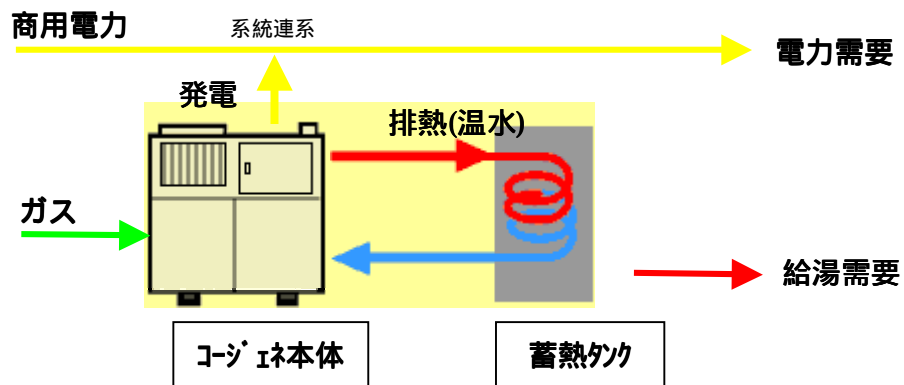 商用電力
系統連系
電力需要
発電
排熱(温水)
ガス
給湯需要
ｺｰｼﾞｪﾈ本体
蓄熱ﾀﾝｸ